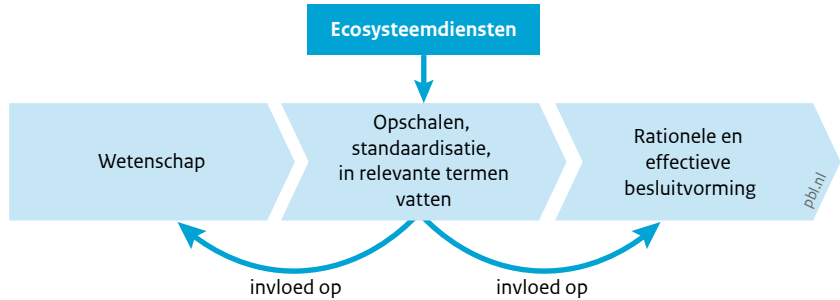 Ecosysteemdiensten
Wetenschap
Opschalen,
standaardisatie,
in relevante termen
vatten
Rationele en
effectieve
besluitvorming
pbl.nl
invloed op
invloed op